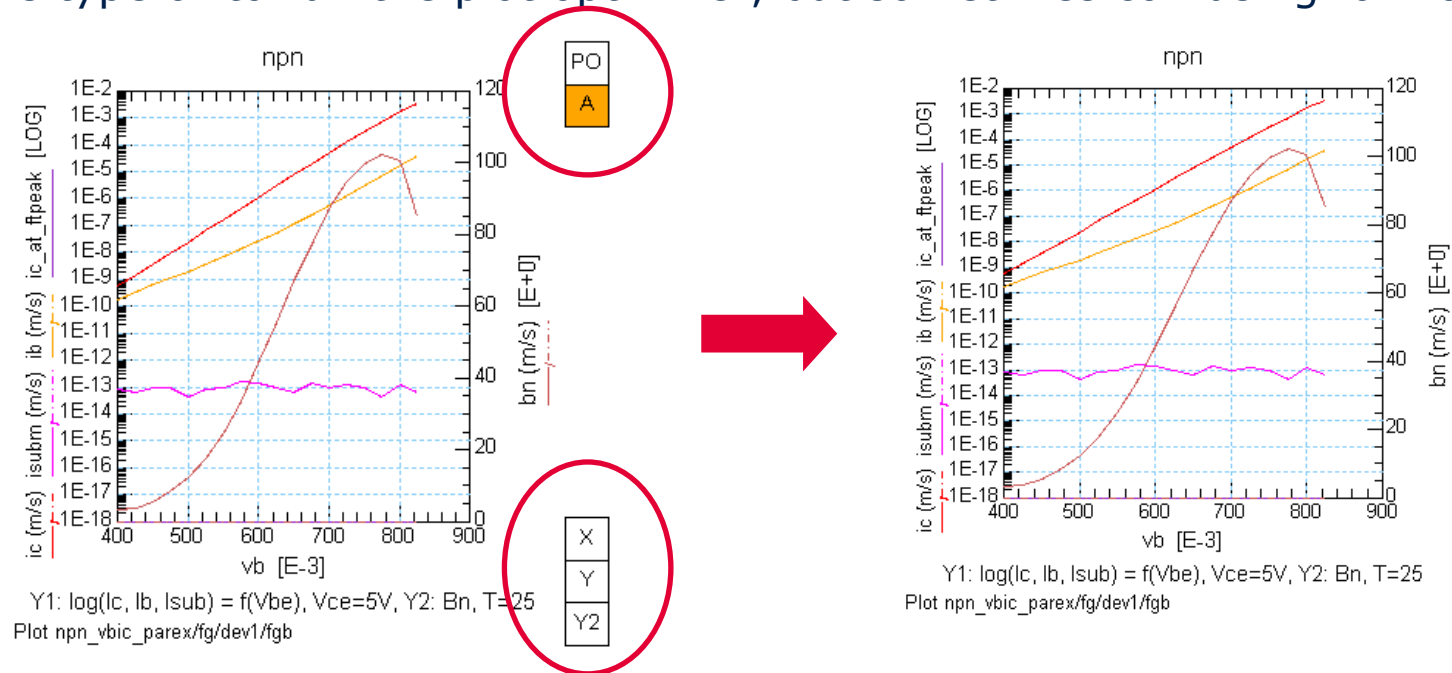 npn
PO
A
1E-2
1E-3
1E-4
1E-5
1E-6
1E-7
1E-8
1E-9
1E-10
1E-11
1E-12
1E-13
1E-14
1E-15
1E-16
1E-17
1E-18
ic (m/s) isubm (m/s) ib (m/s) ic_at_ftpeak [LOG]
120
100
80
60
40
20
0
bn (m/s) [E+0]
400 500 600 700 800 900
vb [E-3]
X
Y
Y2
Y1: log(Ic, Ib, Isub) = f(Vbe), Vce=5V, Y2: Bn, T=25
Plot npn_vbic_parex/fg/dev1/fgb
npn
1E-2
1E-3
1E-4
1E-5
1E-6
1E-7
1E-8
1E-9
1E-10
1E-11
1E-12
1E-13
1E-14
1E-15
1E-16
1E-17
1E-18
ic (m/s) isubm (m/s) ib (m/s) ic_at_ftpeak [LOG]
120
100
80
60
40
20
0
bn (m/s) [E+0]
400 500 600 700 800 900
vb [E-3]
Y1: log(Ic, Ib, Isub) = f(Vbe), Vce=5V, Y2: Bn, T=25
Plot npn_vbic_parex/fg/dev1/fgb